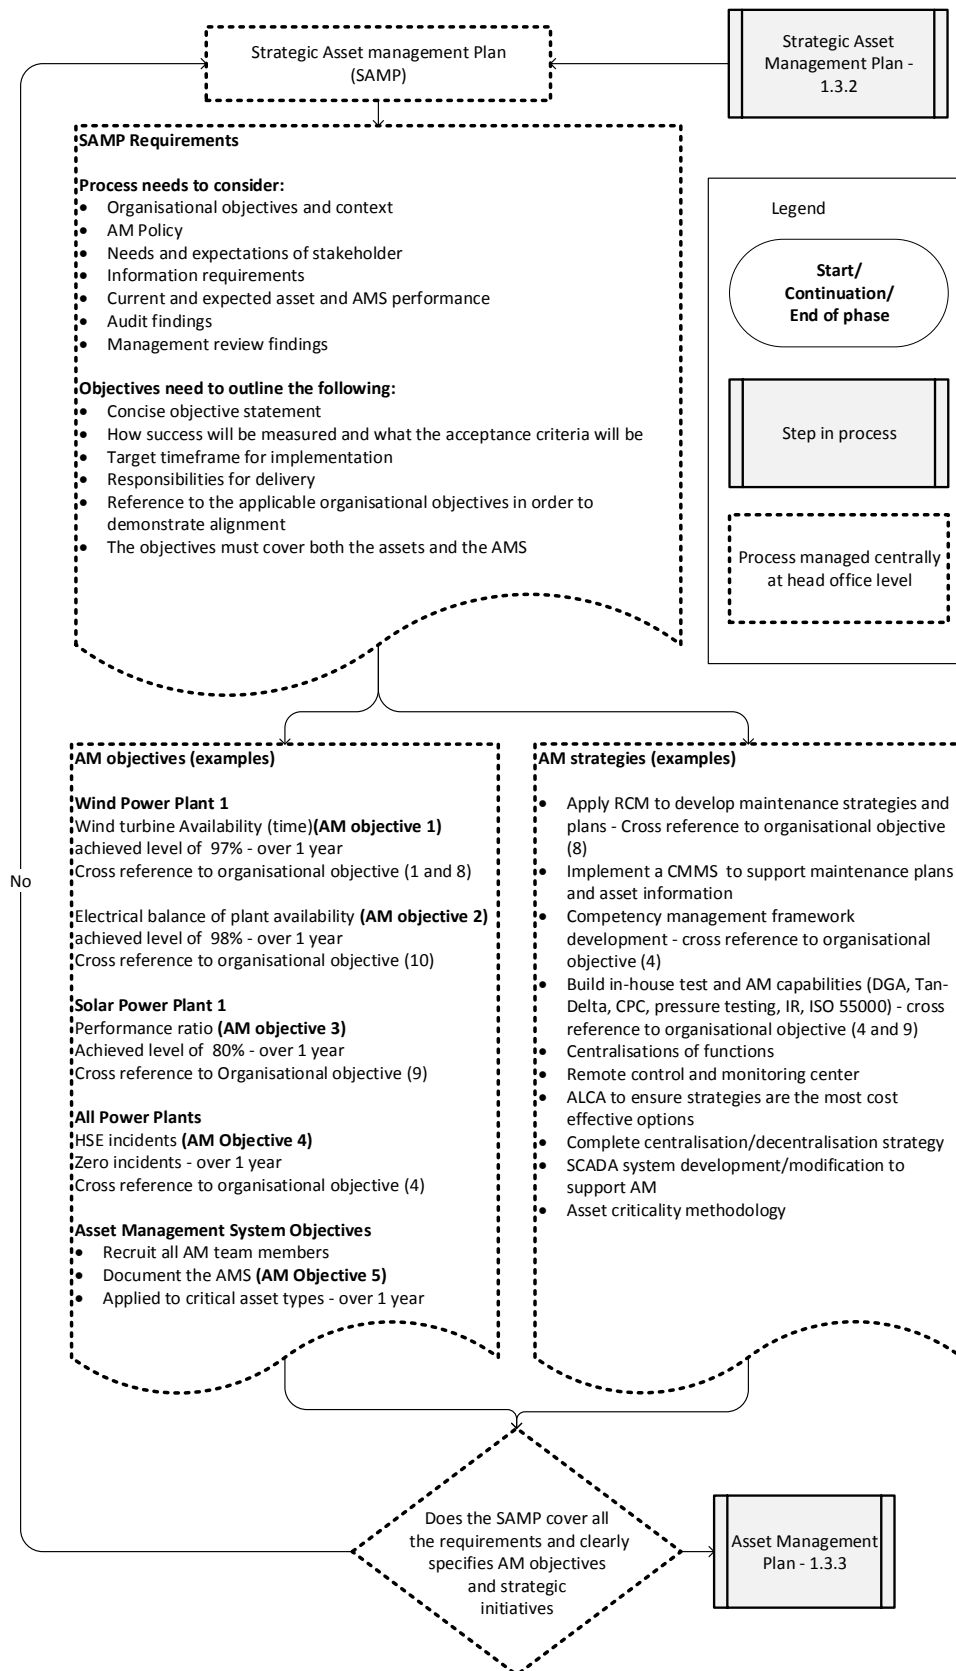 Strategic Asset management Plan
(SAMP)
Strategic Asset
Management Plan -
1.3.2
SAMP Requirements
Process needs to consider:
• Organisational objectives and context
• AM Policy
• Needs and expectations of stakeholder
• Information requirements
• Current and expected asset and AMS performance
• Audit findings
• Management review findings
Objectives need to outline the following:
• Concise objective statement
• How success will be measured and what the acceptance criteria will be
• Target timeframe for implementation
• Responsibilities for delivery
• Reference to the applicable organisational objectives in order to
demonstrate alignment
• The objectives must cover both the assets and the AMS
Legend
Start/
Continuation/
End of phase
Step in process
Process managed centrally
at head office level
AM objectives (examples)
Wind Power Plant 1
Wind turbine Availability (time)(AM objective 1)
achieved level of 97% - over 1 year
Cross reference to organisational objective (1 and 8)
Electrical balance of plant availability (AM objective 2)
achieved level of 98% - over 1 year
Cross reference to organisational objective (10)
Solar Power Plant 1
Performance ratio (AM objective 3)
Achieved level of 80% - over 1 year
Cross reference to Organisational objective (9)
All Power Plants
HSE incidents (AM Objective 4)
Zero incidents - over 1 year
Cross reference to organisational objective (4)
Asset Management System Objectives
• Recruit all AM team members
• Document the AMS (AM Objective 5)
• Applied to critical asset types - over 1 year
AM strategies (examples)
• Apply RCM to develop maintenance strategies and
plans - Cross reference to organisational objective
(8)
• Implement a CMMS to support maintenance plans
and asset information
• Competency management framework
development - cross reference to organisational
objective (4)
• Build in-house test and AM capabilities (DGA, Tan-
Delta, CPC, pressure testing, IR, ISO 55000) - cross
reference to organisational objective (4 and 9)
• Centralisations of functions
• Remote control and monitoring center
• ALCA to ensure strategies are the most cost
effective options
• Complete centralisation/decentralisation strategy
• SCADA system development/modification to
support AM
• Asset criticality methodology
No
Does the SAMP cover all
the requirements and clearly
specifies AM objectives
and strategic
initiatives
Asset Management
Plan - 1.3.3